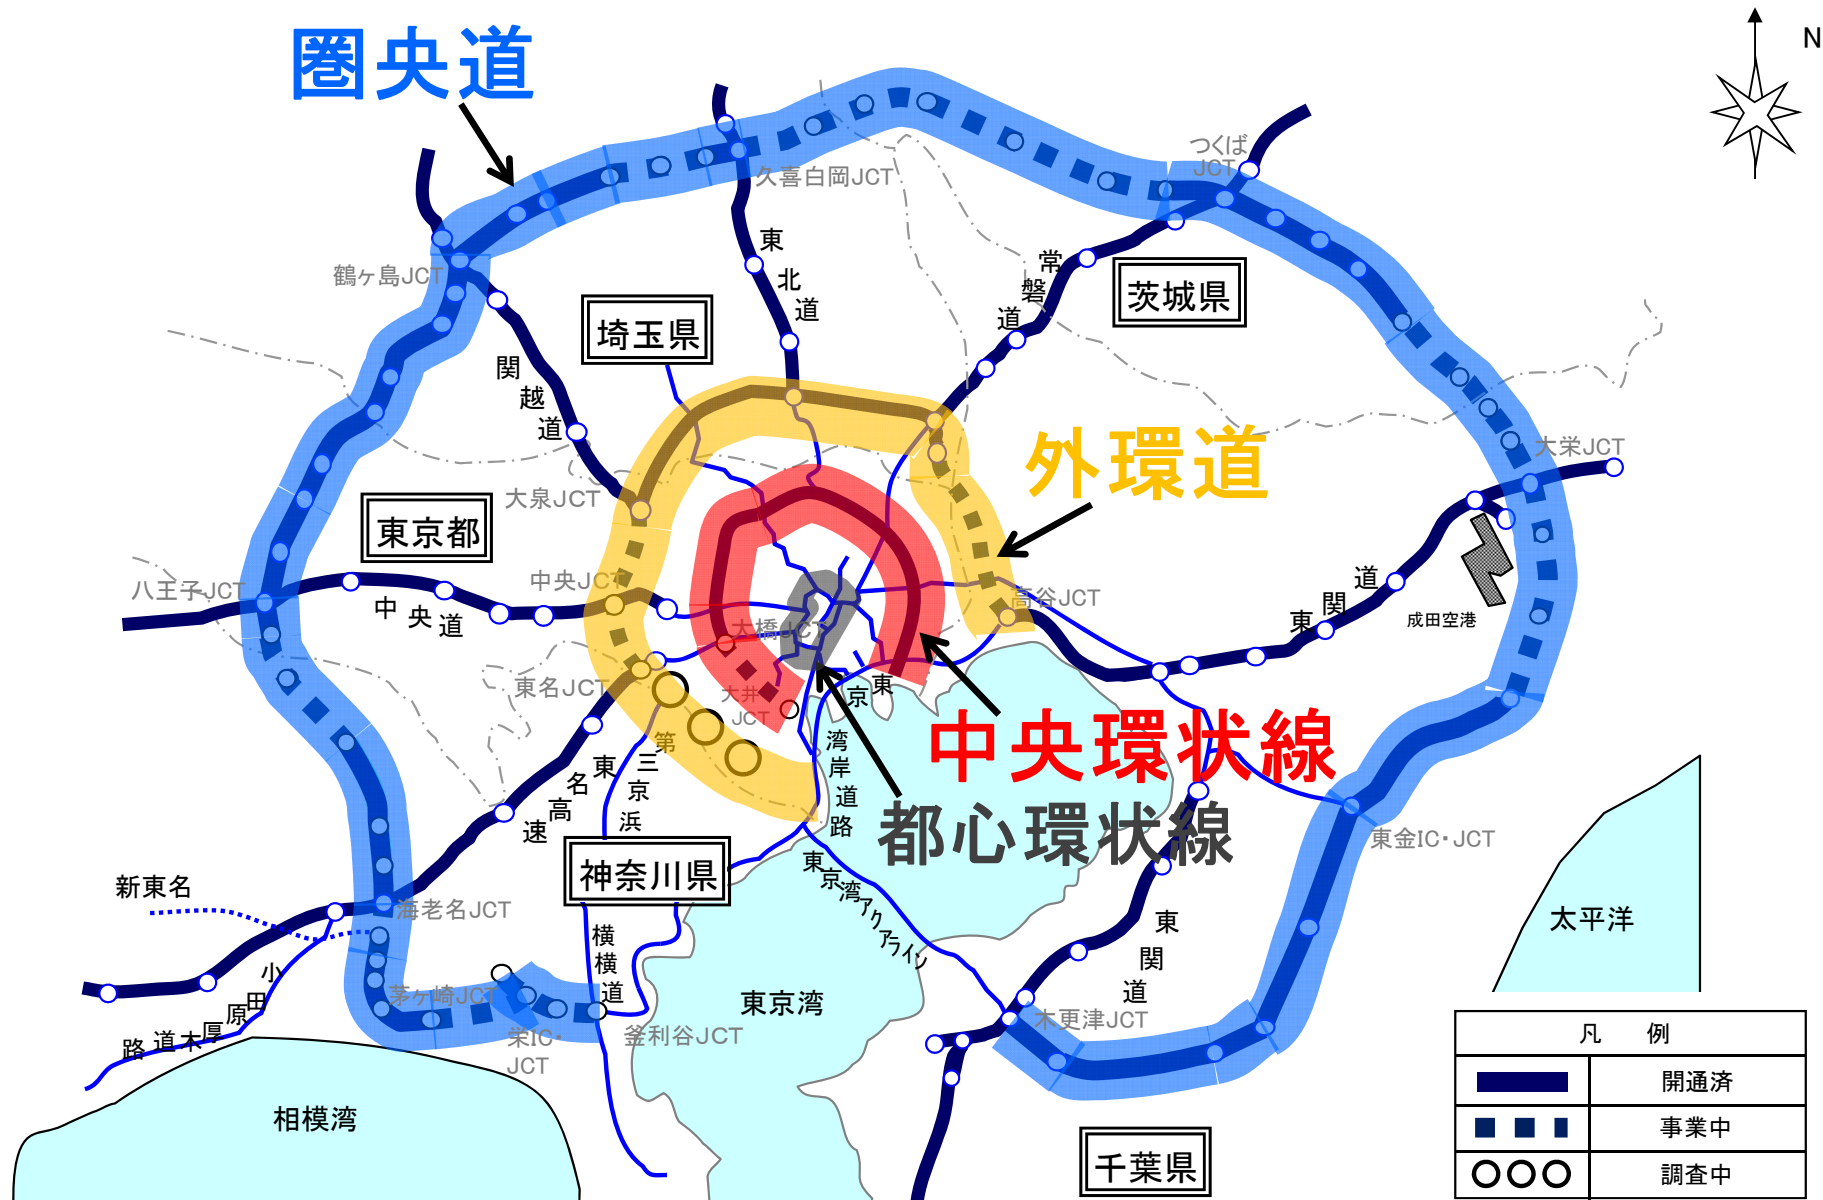 圏央道
N
つくば
JCT
久喜白岡JCT
鶴ヶ島JCT
東北道
常磐道
茨城県
埼玉県
関越道
外環道
大栄JCT
大泉JCT
東京都
中央JCT
八王子JCT
中央道
高谷JCT
東関道
成田空港
大橋JCT
東名JCT
大井
JCT
東京湾岸道路
中央環状線
都心環状線
第三京浜
東名高速
神奈川県
東金IC・JCT
新東名
海老名JCT
東京湾アクアライン
太平洋
横横道
東関道
小田原厚木道路
茅ヶ崎JCT
東京湾
栄IC・
JCT
釜利谷JCT
木更津JCT
相模湾
千葉県
凡 例
開通済
事業中
調査中